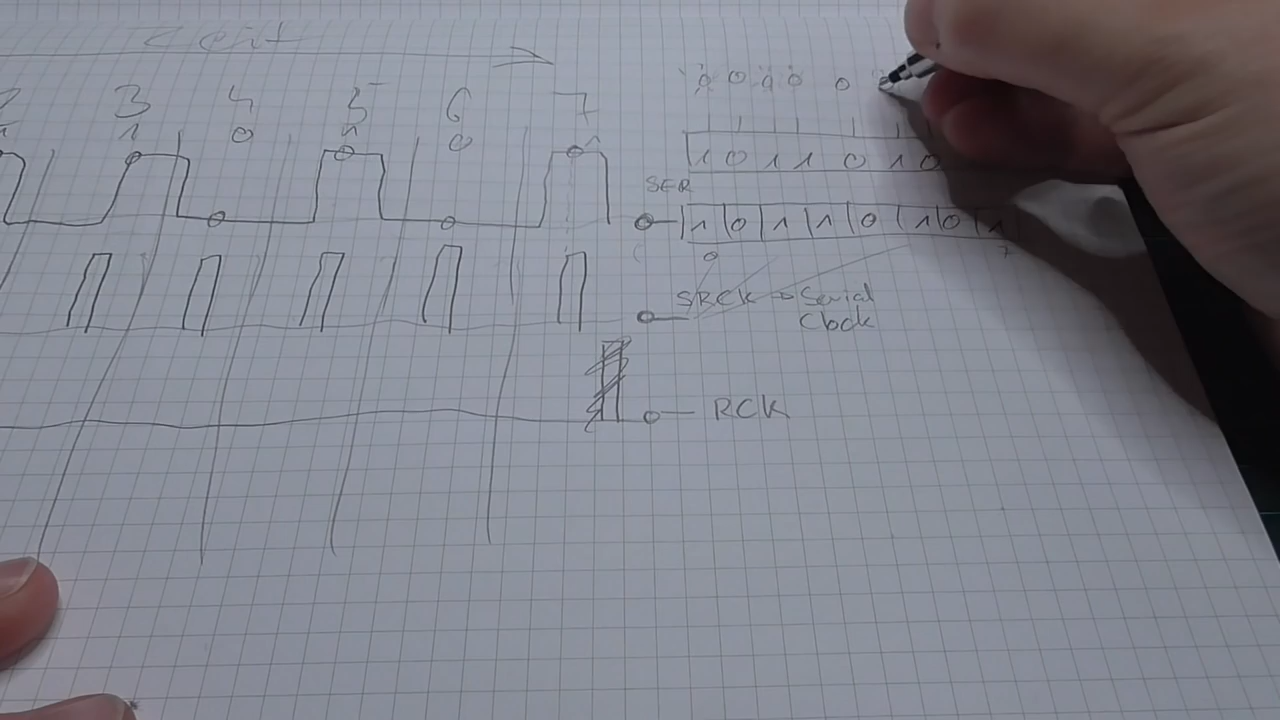 Zeit
2 3 4 5 6 7
1 1 0 1 0 1
0 0 0 0 0
1 0 1 1 0 1 0
SER
1 0 1 1 0 1 0 1
0 7
SRCK → Serial
Clock
RCK